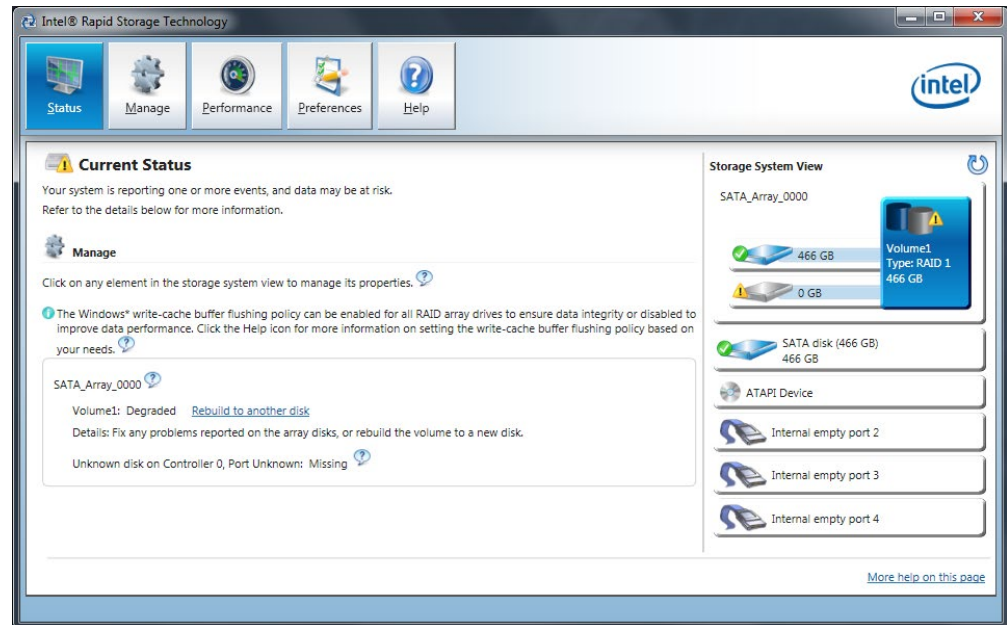 Intel® Rapid Storage Technology
Status
Manage
Performance
Preferences
Help
intel
Current Status
Your system is reporting one or more events, and data may be at risk.
Refer to the details below for more information.
Manage
Click on any element in the storage system view to manage its properties.
The Windows* write-cache buffer flushing policy can be enabled for all RAID array drives to ensure data integrity or disabled to
improve data performance. Click the Help icon for more information on setting the write-cache buffer flushing policy based on
your needs.
SATA_Array_0000
Volume1: Degraded Rebuild to another disk
Details: Fix any problems reported on the array disks, or rebuild the volume to a new disk.
Unknown disk on Controller 0, Port Unknown: Missing
Storage System View
SATA_Array_0000
466 GB
0 GB
Volume1
Type: RAID 1
466 GB
SATA disk (466 GB)
466 GB
ATAPI Device
Internal empty port 2
Internal empty port 3
Internal empty port 4
More help on this page